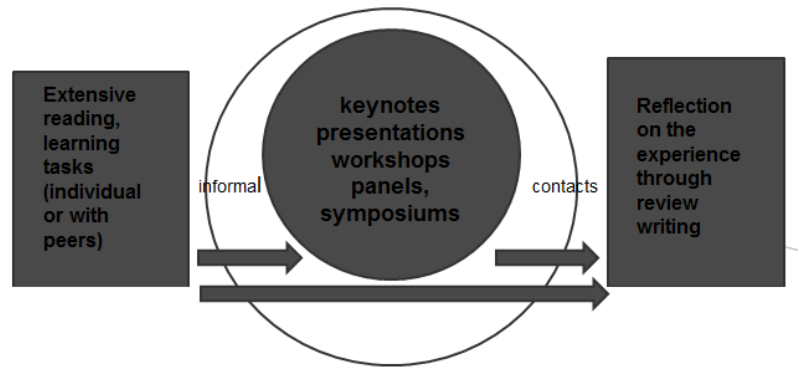 Extensive
reading,
learning
tasks
(individual
or with
peers)
informal
keynotes
presentations
workshops
panels,
symposiums
contacts
Reflection
on the
experience
through
review
writing